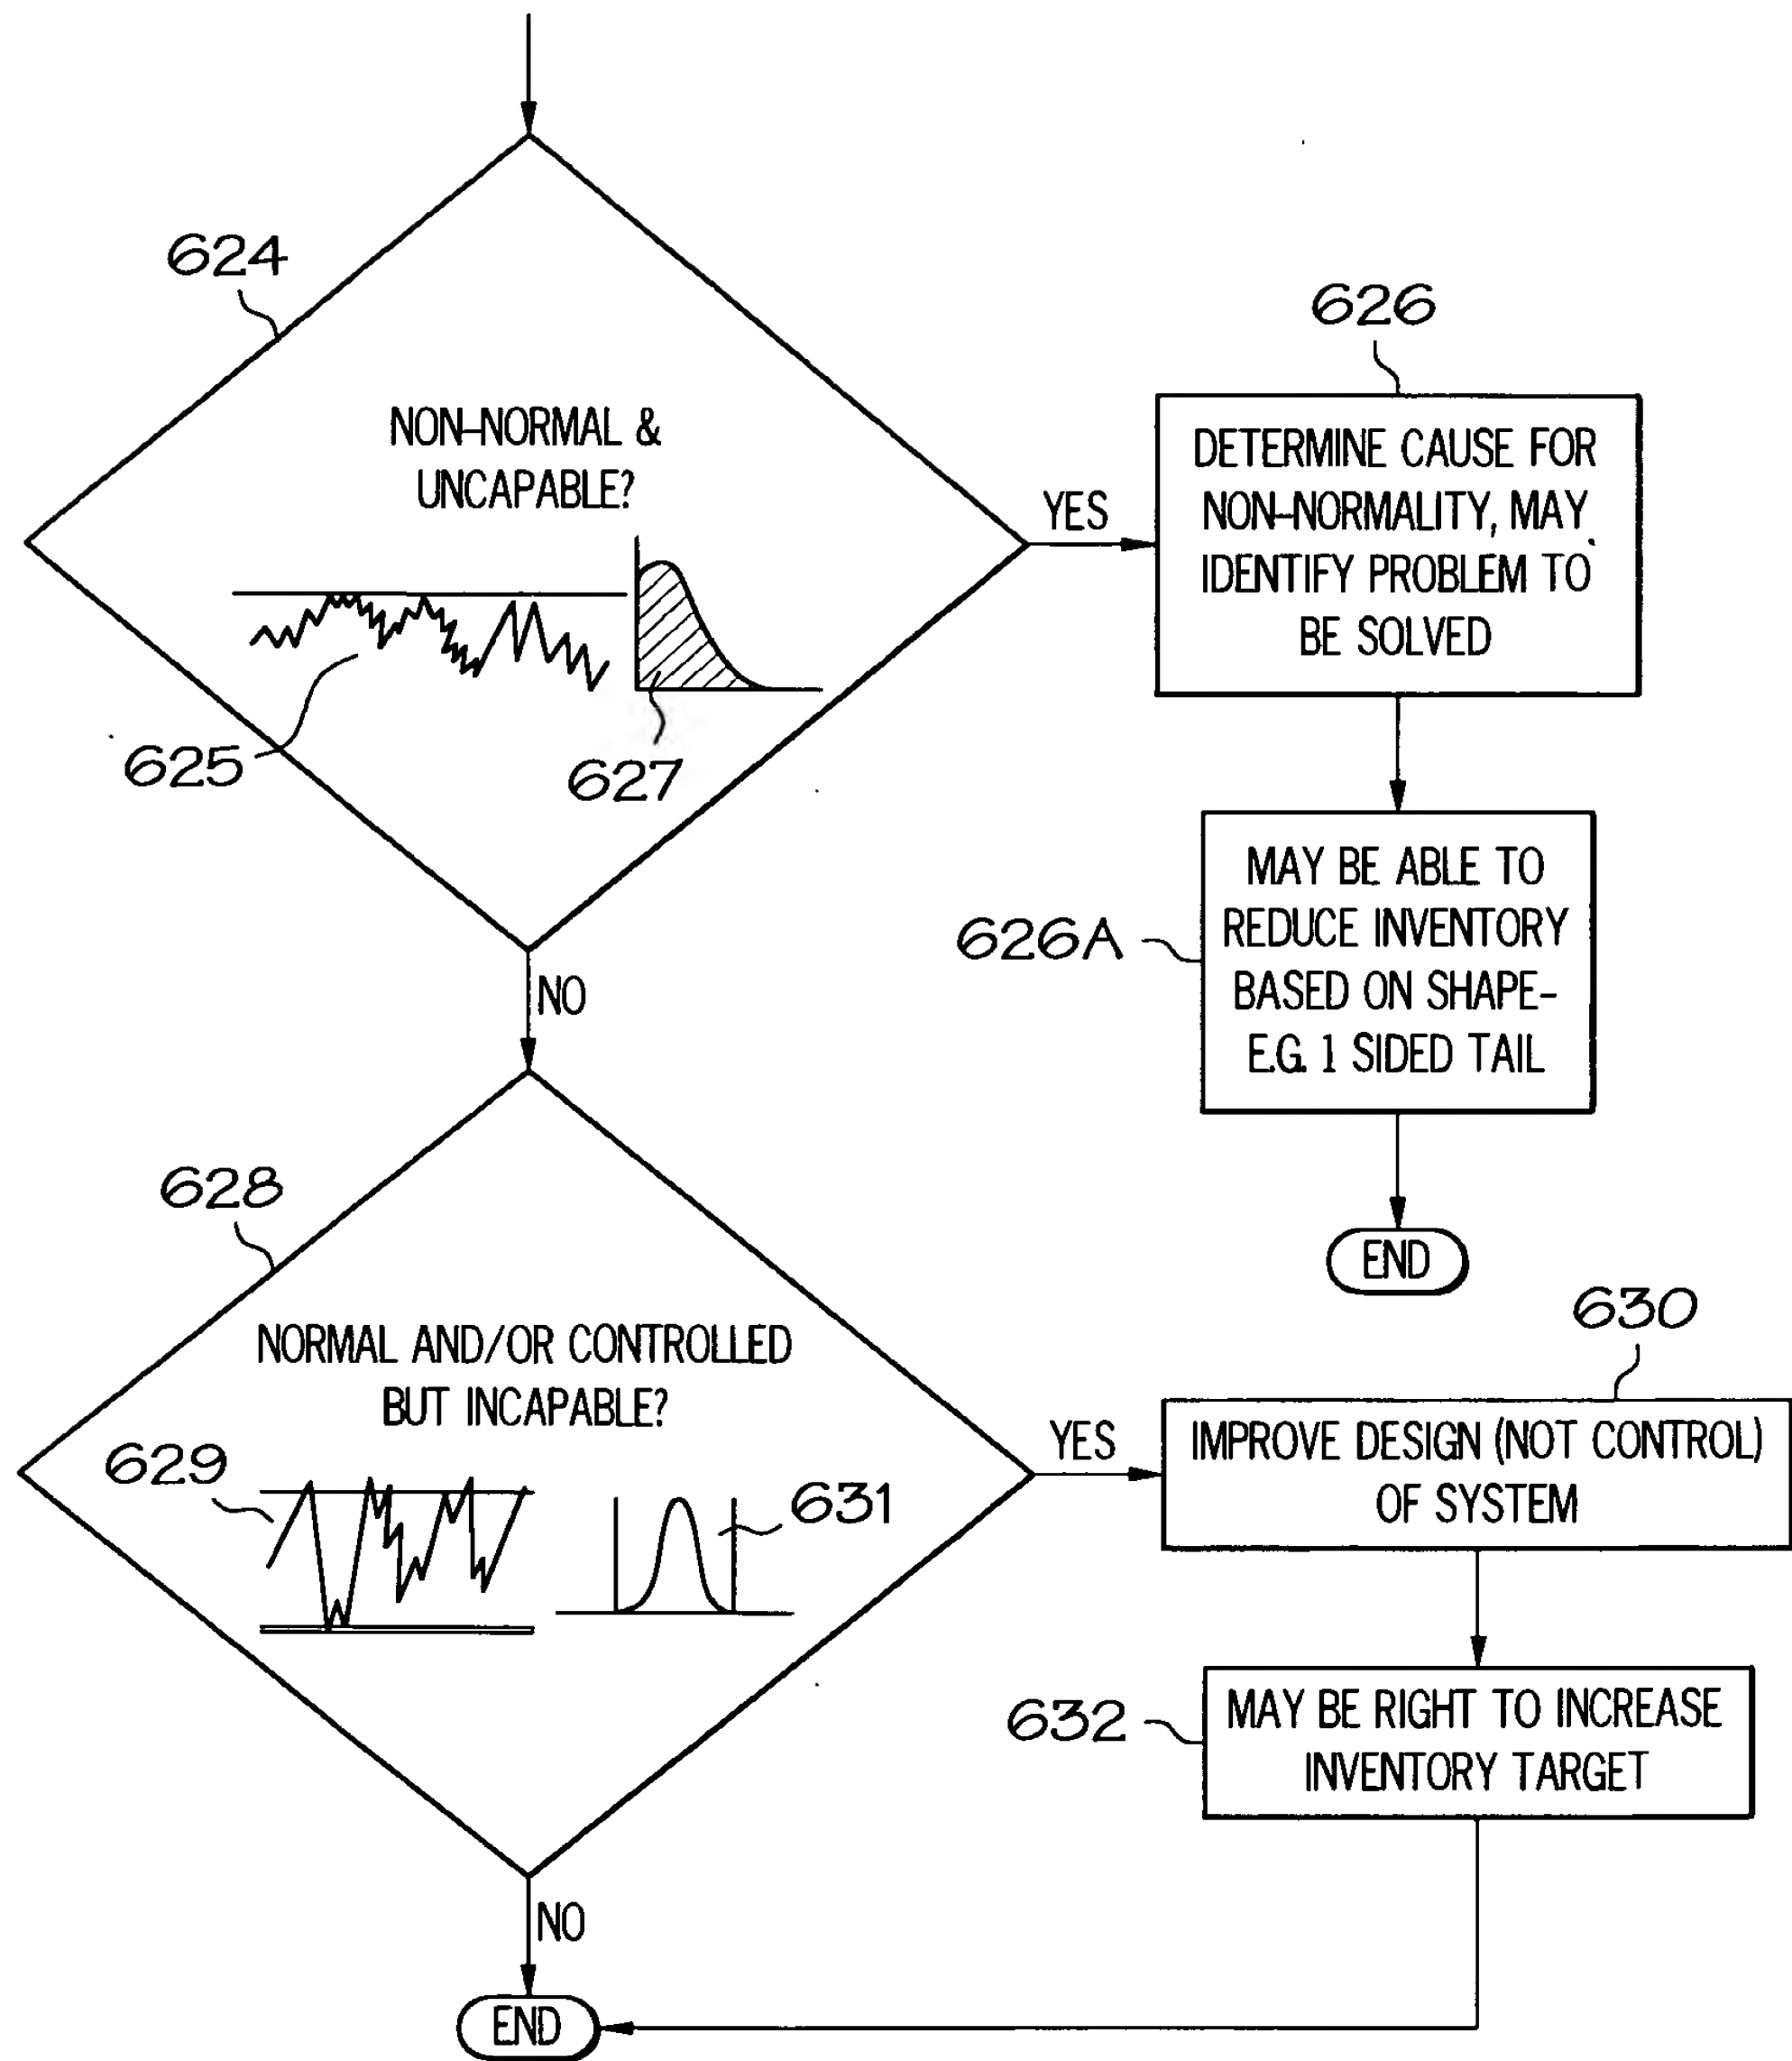 624
NON-NORMAL &
UNCAPABLE?
625
627
YES
626
DETERMINE CAUSE FOR
NON-NORMALITY, MAY
IDENTIFY PROBLEM TO
BE SOLVED
626A
MAY BE ABLE TO
REDUCE INVENTORY
BASED ON SHAPE-
E.G. 1 SIDED TAIL
END
NO
628
NORMAL AND/OR CONTROLLED
BUT INCAPABLE?
629
631
YES
630
IMPROVE DESIGN (NOT CONTROL)
OF SYSTEM
632
MAY BE RIGHT TO INCREASE
INVENTORY TARGET
NO
END